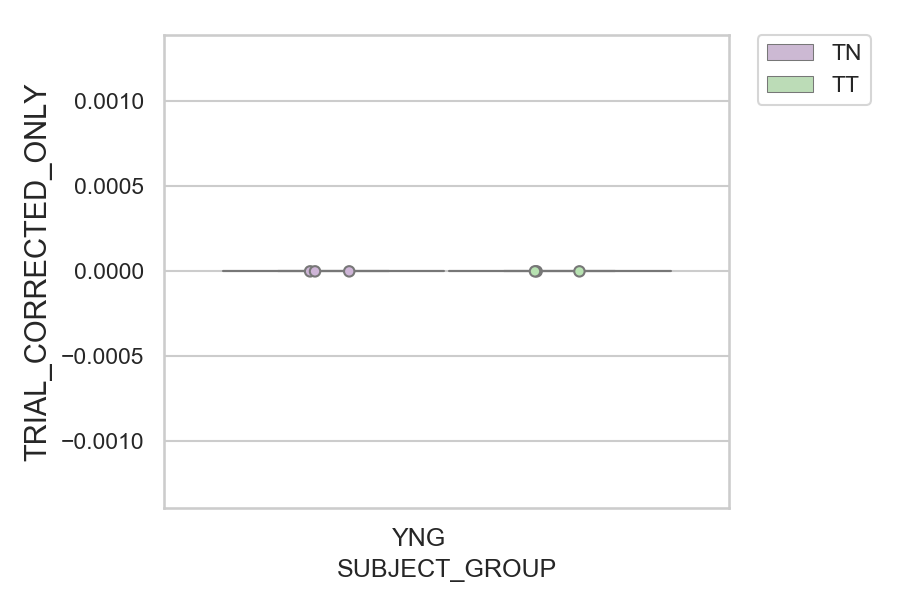 TN
TT
TRIAL_CORRECTED_ONLY
0.0010
0.0005
0.0000
−0.0005
−0.0010
YNG
SUBJECT_GROUP